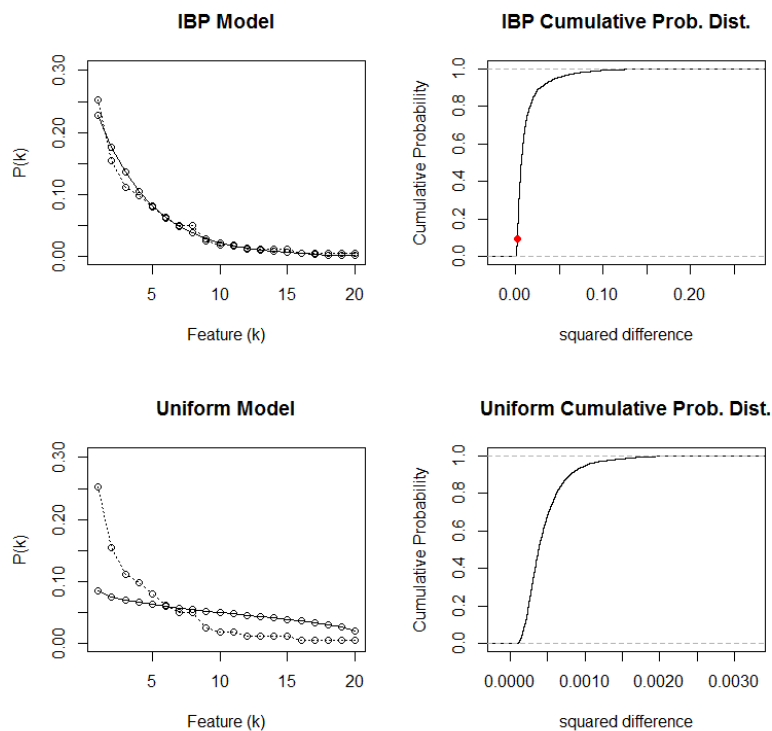 IBP Model
P(k)
0.30
0.20
0.10
0.00
5
10
15
20
Feature (k)
IBP Cumulative Prob. Dist.
Cumulative Probability
1.0
0.8
0.6
0.4
0.2
0.0
0.00
0.10
0.20
squared difference
Uniform Model
P(k)
0.30
0.20
0.10
0.00
5
10
15
20
Feature (k)
Uniform Cumulative Prob. Dist.
Cumulative Probability
1.0
0.8
0.6
0.4
0.2
0.0
0.0000
0.0010
0.0020
0.0030
squared difference